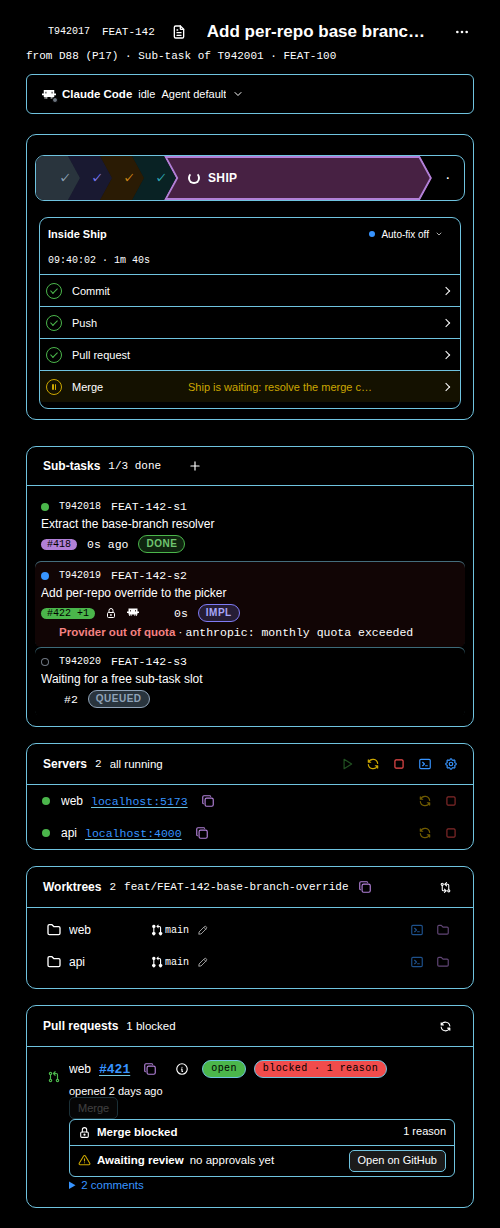 T942017 FEAT-142 Add per-repo base branc…
from D88 (P17) · Sub-task of T942001 · FEAT-100
Claude Code idle Agent default
SHIP
Inside Ship Auto-fix off
09:40:02 · 1m 40s
Commit
Push
Pull request
Merge Ship is waiting: resolve the merge c…
Sub-tasks 1/3 done
T942018 FEAT-142-s1
Extract the base-branch resolver
#418 0s ago DONE
T942019 FEAT-142-s2
Add per-repo override to the picker
#422 +1 0s IMPL
Provider out of quota · anthropic: monthly quota exceeded
T942020 FEAT-142-s3
Waiting for a free sub-task slot
#2 QUEUED
Servers 2 all running
web localhost:5173
api localhost:4000
Worktrees 2 feat/FEAT-142-base-branch-override
web main
api main
Pull requests 1 blocked
web #421 open blocked · 1 reason
opened 2 days ago
Merge
Merge blocked 1 reason
Awaiting review no approvals yet Open on GitHub
2 comments